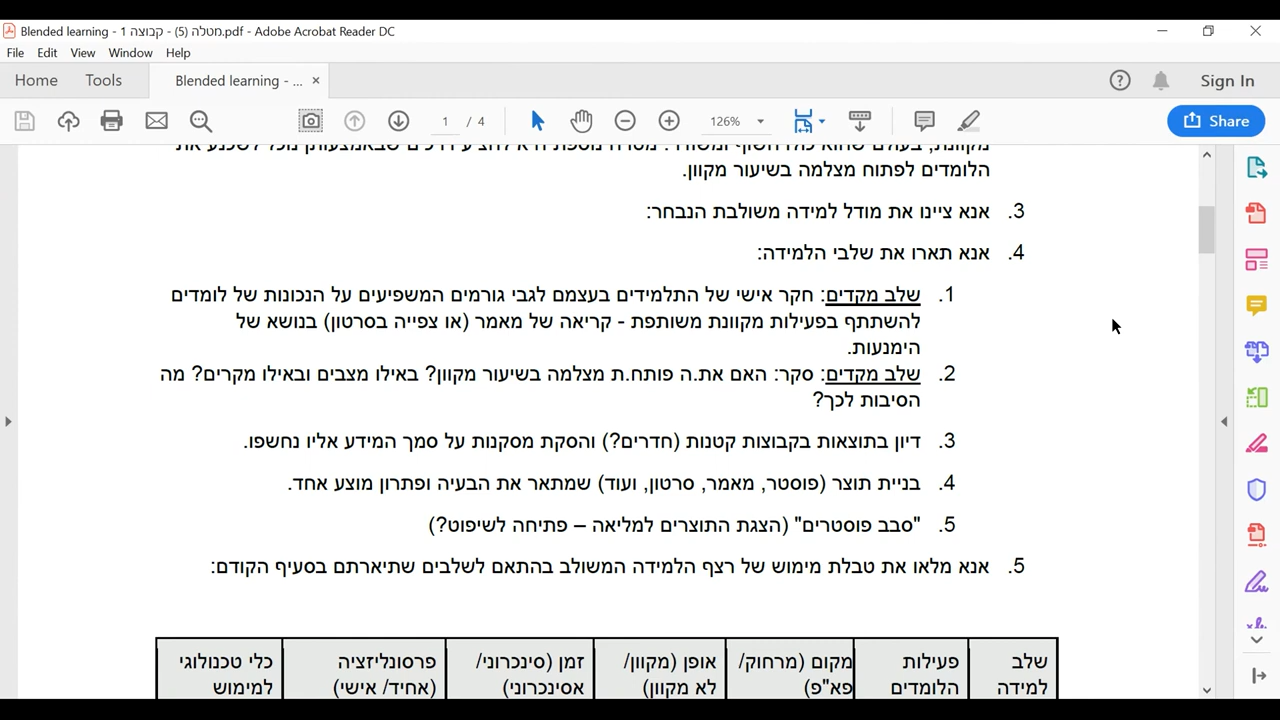 Blended learning - קבוצה 1 - (5) מטלה.pdf - Adobe Acrobat Reader DC
File Edit View Window Help
Home Tools Blended learning - ... × Sign In
1 / 4 126% Share
הלומדים לפתוח מצלמה בשיעור מקוון.
3. אנא ציינו את מודל למידה משולבת הנבחר:
4. אנא תארו את שלבי הלמידה:
1. שלב מקדים: חקר אישי של התלמידים בעצמם לגבי גורמים המשפיעים על הנכונות של לומדים
להשתתף בפעילות מקוונת משותפת - קריאה של מאמר (או צפייה בסרטון) בנושא של
הימנעות.
2. שלב מקדים: סקר: האם את.ה פותח.ת מצלמה בשיעור מקוון? באילו מצבים ובאילו מקרים? מה
הסיבות לכך?
3. דיון בתוצאות בקבוצות קטנות (חדרים?) והסקת מסקנות על סמך המידע אליו נחשפו.
4. בניית תוצר (פוסטר, מאמר, סרטון, ועוד) שמתאר את הבעיה ופתרון מוצע אחד.
5. "סבב פוסטרים" (הצגת התוצרים למליאה – פתיחה לשיפוט?)
5. אנא מלאו את טבלת מימוש של רצף הלמידה המשולב בהתאם לשלבים שתיארתם בסעיף הקודם:
שלב פעילות מקום (מרחוק/ אופן (מקוון/ זמן (סינכרוני/ פרסונליזציה כלי טכנולוגי
למידה הלומדים פא"פ) לא מקוון) אסינכרוני) (אחיד/ אישי) למימוש